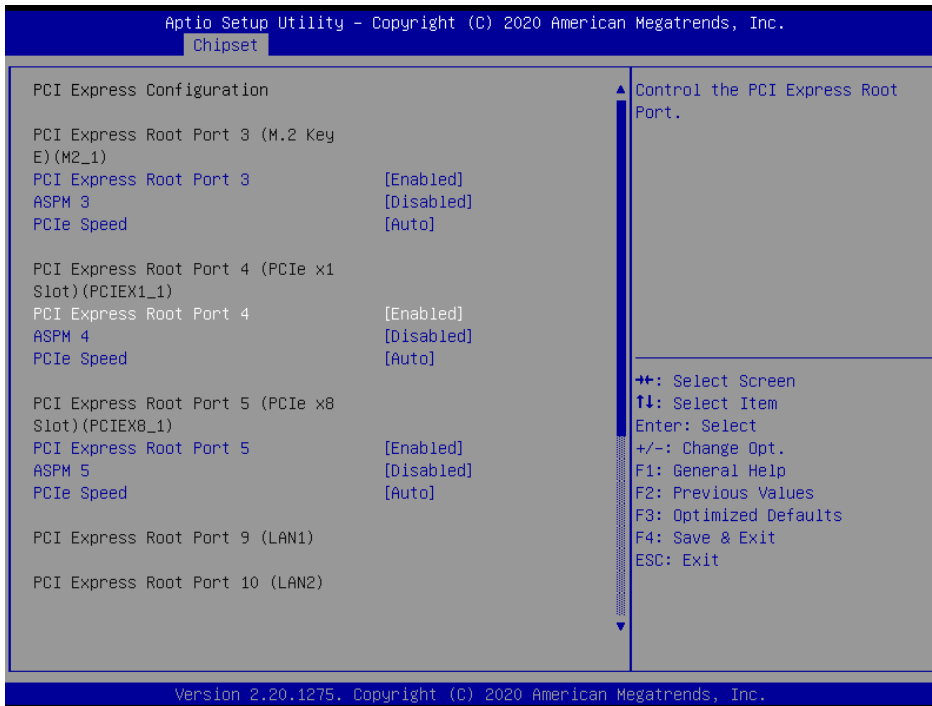 Aptio Setup Utility – Copyright (C) 2020 American Megatrends, Inc.
Chipset
PCI Express Configuration
PCI Express Root Port 3 (M.2 Key
E)(M2_1)
PCI Express Root Port 3 [Enabled]
ASPM 3 [Disabled]
PCIe Speed [Auto]
PCI Express Root Port 4 (PCIe x1
Slot)(PCIEX1_1)
PCI Express Root Port 4 [Enabled]
ASPM 4 [Disabled]
PCIe Speed [Auto]
PCI Express Root Port 5 (PCIe x8
Slot)(PCIEX8_1)
PCI Express Root Port 5 [Enabled]
ASPM 5 [Disabled]
PCIe Speed [Auto]
PCI Express Root Port 9 (LAN1)
PCI Express Root Port 10 (LAN2)
Control the PCI Express Root
Port.
→←: Select Screen
↑↓: Select Item
Enter: Select
+/-: Change Opt.
F1: General Help
F2: Previous Values
F3: Optimized Defaults
F4: Save & Exit
ESC: Exit
Version 2.20.1275. Copyright (C) 2020 American Megatrends, Inc.